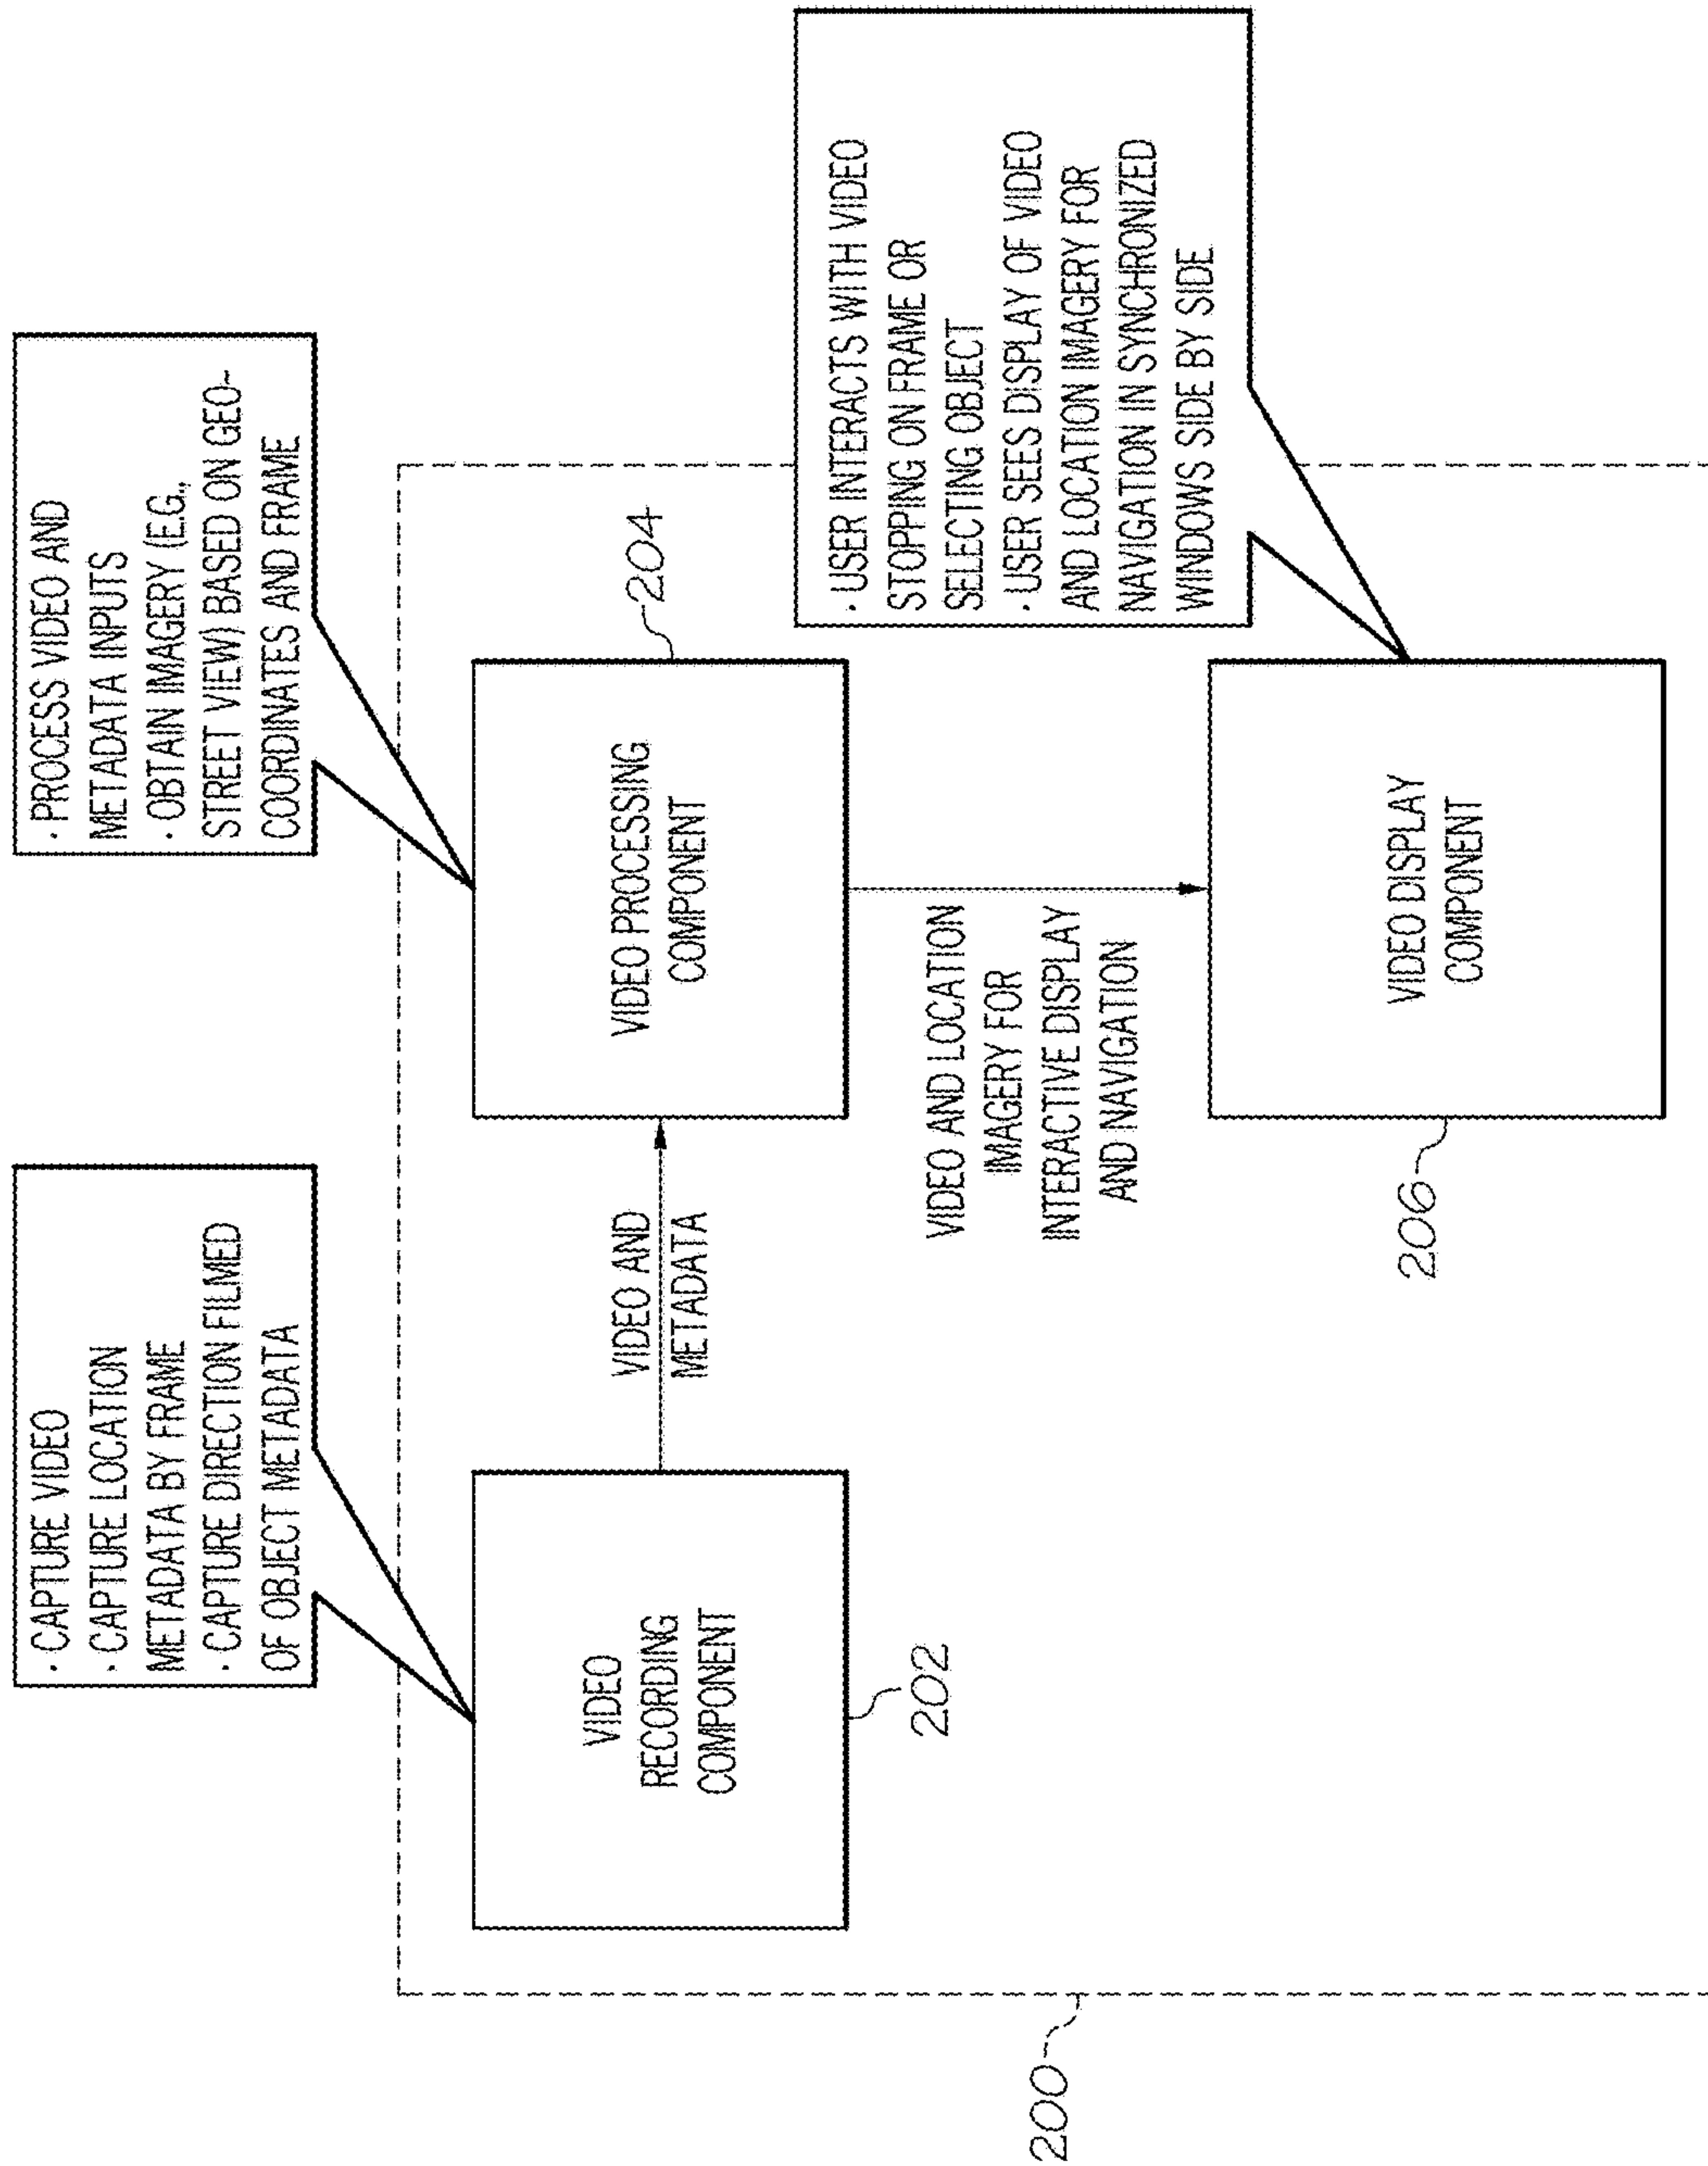 · CAPTURE VIDEO
· CAPTURE LOCATION
METADATA BY FRAME
· CAPTURE DIRECTION FILMED
OF OBJECT METADATA
· PROCESS VIDEO AND
METADATA INPUTS
· OBTAIN IMAGERY (E.G.,
STREET VIEW) BASED ON GEO-
COORDINATES AND FRAME
VIDEO
RECORDING
COMPONENT
202
VIDEO AND
METADATA
VIDEO PROCESSING
COMPONENT
204
VIDEO AND LOCATION
IMAGERY FOR
INTERACTIVE DISPLAY
AND NAVIGATION
· USER INTERACTS WITH VIDEO
STOPPING ON FRAME OR
SELECTING OBJECT
· USER SEES DISPLAY OF VIDEO
AND LOCATION IMAGERY FOR
NAVIGATION IN SYNCHRONIZED
WINDOWS SIDE BY SIDE
VIDEO DISPLAY
COMPONENT
206
200